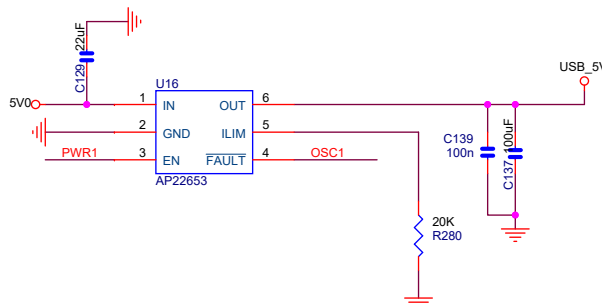 22uF
C129
U16
USB_5V
5V0
1
IN
OUT
6
2
GND
ILIM
5
C139
100n
100uF
C137
PWR1
3
EN
FAULT
4
OSC1
AP22653
20K
R280